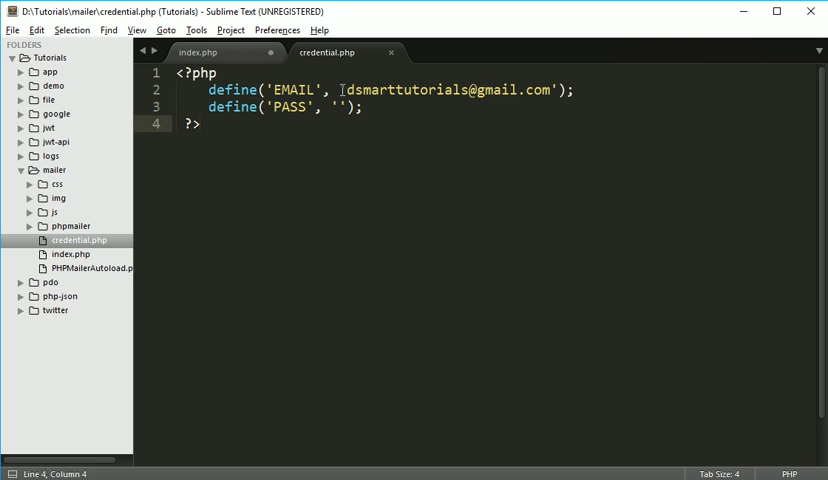 D:\Tutorials\mailer\credential.php (Tutorials) - Sublime Text (UNREGISTERED)
File Edit Selection Find View Goto Tools Project Preferences Help
FOLDERS
Tutorials
app
demo
file
google
jwt
jwt-api
logs
mailer
css
img
js
phpmailer
credential.php
index.php
PHPMailerAutoload.p
pdo
php-json
twitter
index.php credential.php
1 <?php
2 define('EMAIL', 'dsmarttutorials@gmail.com');
3 define('PASS', '');
4 ?>
Line 4, Column 4 Tab Size: 4 PHP